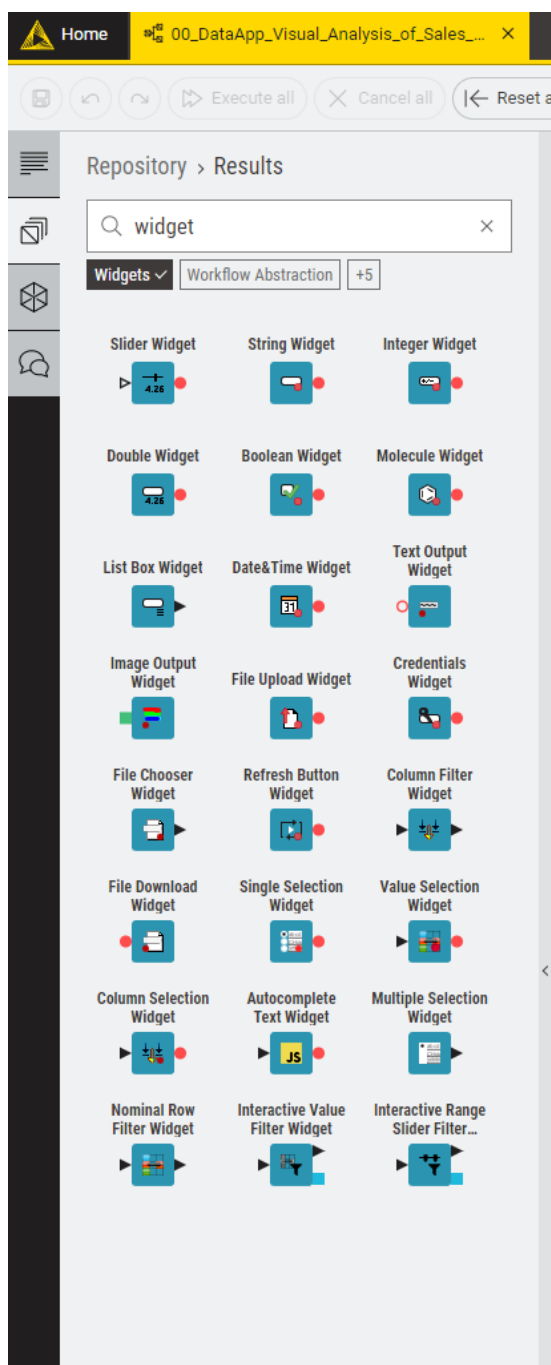 Home
00_DataApp_Visual_Analysis_of_Sales_...
Execute all
Cancel all
Reset a
Repository › Results
widget
Widgets
Workflow Abstraction
+5
Slider Widget
String Widget
Integer Widget
4.26
+/-
Double Widget
Boolean Widget
Molecule Widget
4.26
List Box Widget
Date&Time Widget
Text Output
Widget
31
Image Output
Widget
File Upload Widget
Credentials
Widget
File Chooser
Widget
Refresh Button
Widget
Column Filter
Widget
File Download
Widget
Single Selection
Widget
Value Selection
Widget
Column Selection
Widget
Autocomplete
Text Widget
Multiple Selection
Widget
JS
Nominal Row
Filter Widget
Interactive Value
Filter Widget
Interactive Range
Slider Filter...